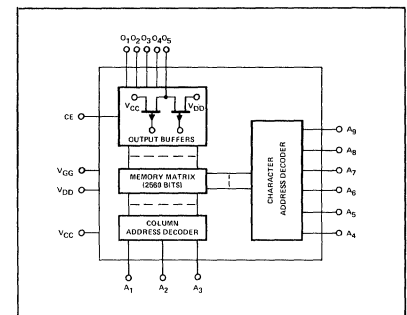 O1 O2 O3 O4 O5
VCC VDD
CE
OUTPUT BUFFERS
A9
A8
VGG
MEMORY MATRIX
(2560 BITS)
CHARACTER
ADDRESS DECODER
A7
VDD
A6
A5
VCC
COLUMN
ADDRESS DECODER
A4
A1 A2 A3